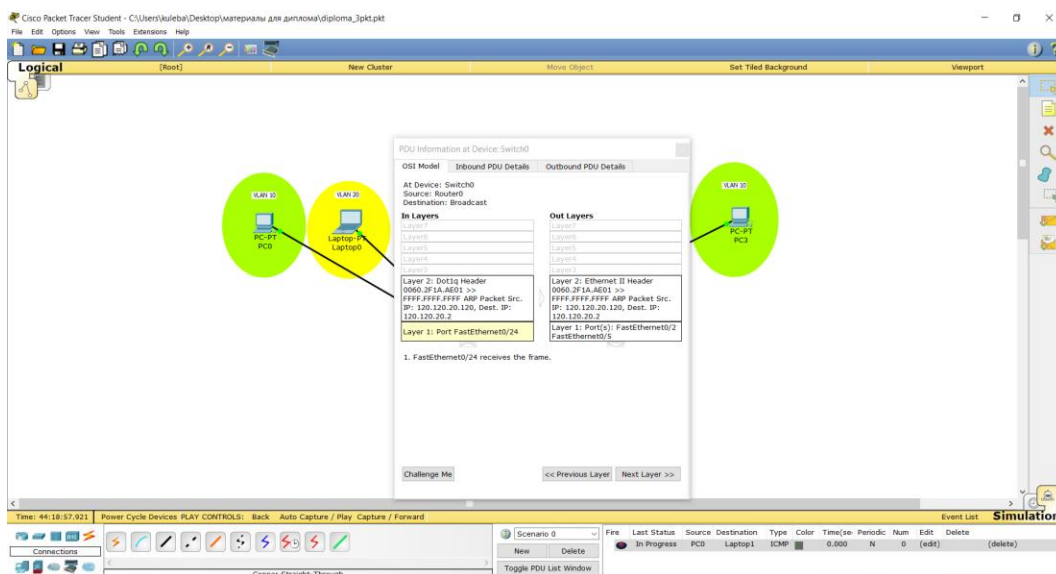 Cisco Packet Tracer Student - C:\Users\kuleba\Desktop\материалы для диплома\diploma_3pkt.pkt
File Edit Options View Tools Extensions Help
Logical [Root] New Cluster Move Object Set Tiled Background Viewport
PDU Information at Device: Switch0
OSI Model Inbound PDU Details Outbound PDU Details
At Device: Switch0
Source: Router0
Destination: Broadcast
In Layers Out Layers
Layer7 Layer7
Layer6 Layer6
Layer5 Layer5
Layer4 Layer4
Layer3 Layer3
Layer 2: Dot1q Header
0060.2F1A.AE01 >>
FFFF.FFFF.FFFF ARP Packet Src.
IP: 120.120.20.120, Dest. IP:
120.120.20.2
Layer 2: Ethernet II Header
0060.2F1A.AE01 >>
FFFF.FFFF.FFFF ARP Packet Src.
IP: 120.120.20.120, Dest. IP:
120.120.20.2
Layer 1: Port FastEthernet0/24
Layer 1: Port(s): FastEthernet0/2
FastEthernet0/5
1. FastEthernet0/24 receives the frame.
Challenge Me << Previous Layer Next Layer >>
VLAN 10
PC-PT
PC0
VLAN 20
Laptop-PT
Laptop0
VLAN 10
PC-PT
PC3
Time: 44:18:57.921 Power Cycle Devices PLAY CONTROLS: Back Auto Capture / Play Capture / Forward Event List Simulation
Connections
Scenario 0
New Delete
Toggle PDU List Window
Fire Last Status Source Destination Type Color Time(sec Periodic Num Edit Delete
In Progress PC0 Laptop1 ICMP 0.000 N 0 (edit) (delete)
Copper Straight-Through